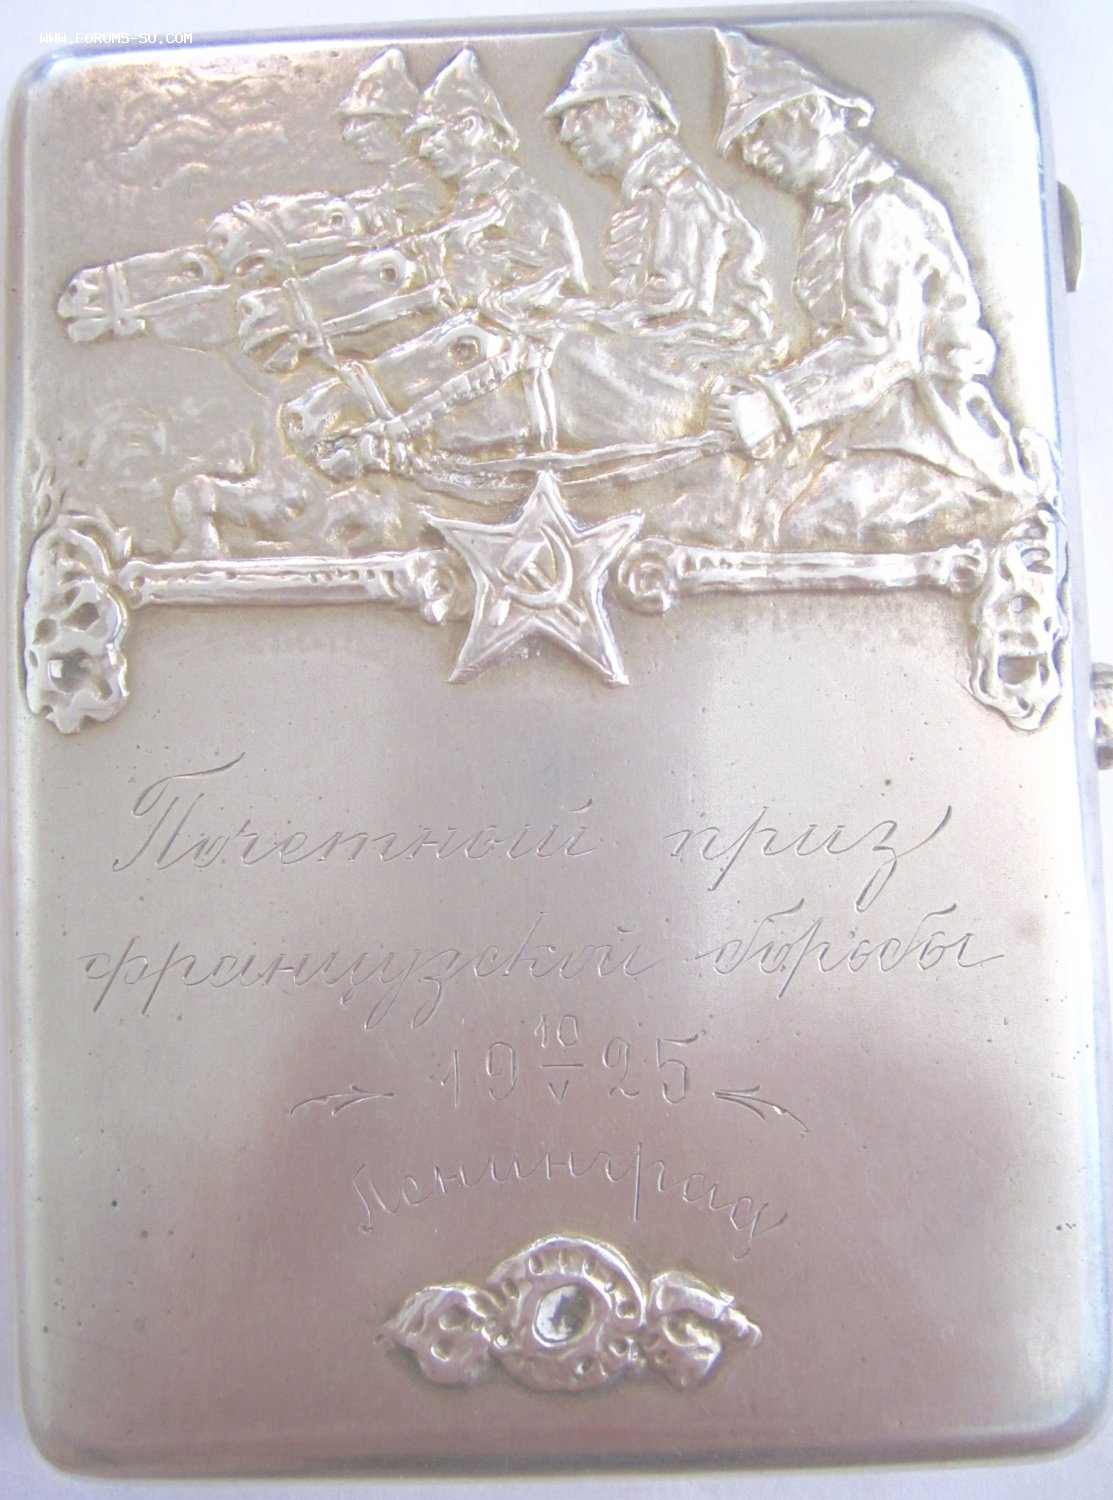 WWW.FORUMS-SU.COM
Почетный приз
французской борьбы
19 10/V 25
Ленинград